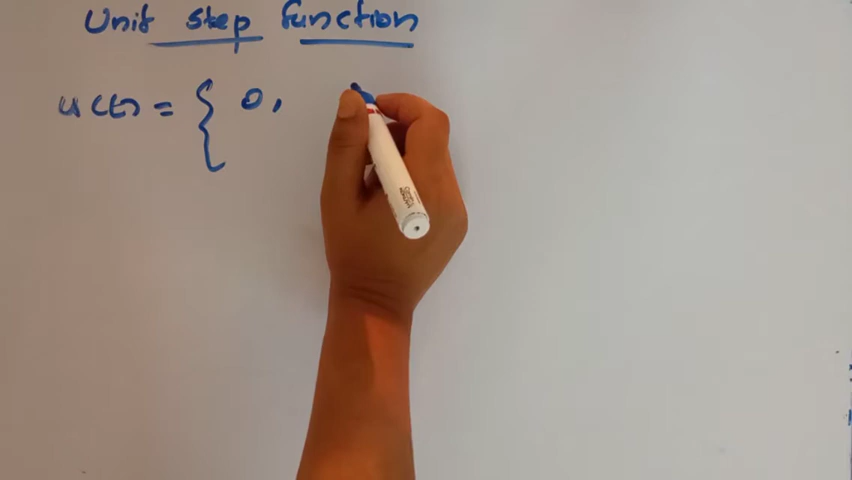 Unit step function
u(t) = { 0,